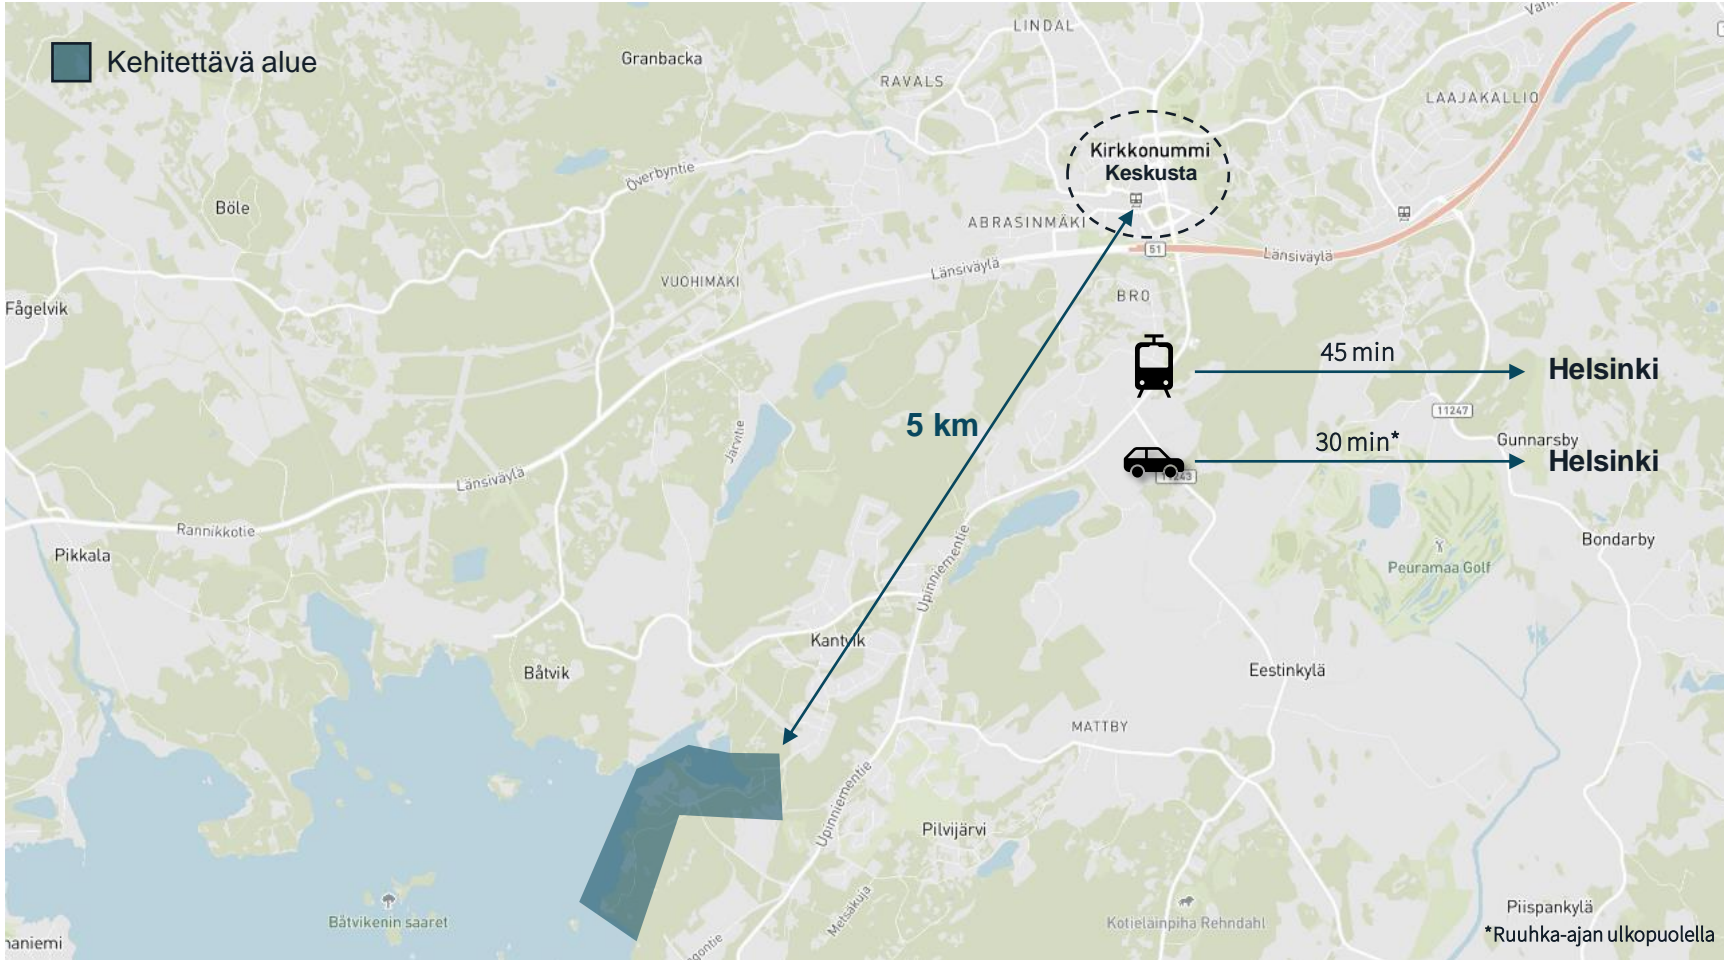 LINDAL
Kehitettävä alue
Granbacka
RAVALS
LAAJAKALLIO
Kirkkonummi
Keskusta
Överbyntie
Böle
ABRASINMÄKI
51
Länsiväylä
Länsiväylä
VUOHIMÄKI
BRO
Fågelvik
45 min
Helsinki
11247
5 km
Järvitie
30 min*
Gunnarsby
Helsinki
Länsiväylä
Rannikkotie
Pikkala
Bondarby
Peuramaa Golf
Upinniementie
Kantvik
Båtvik
Eestinkylä
MATTBY
Upinniementie
Pilvijärvi
Metsäkuja
Båtvikenin saaret
Kotieläinpiha Rehndahl
Piispankylä
*Ruuhka-ajan ulkopuolella